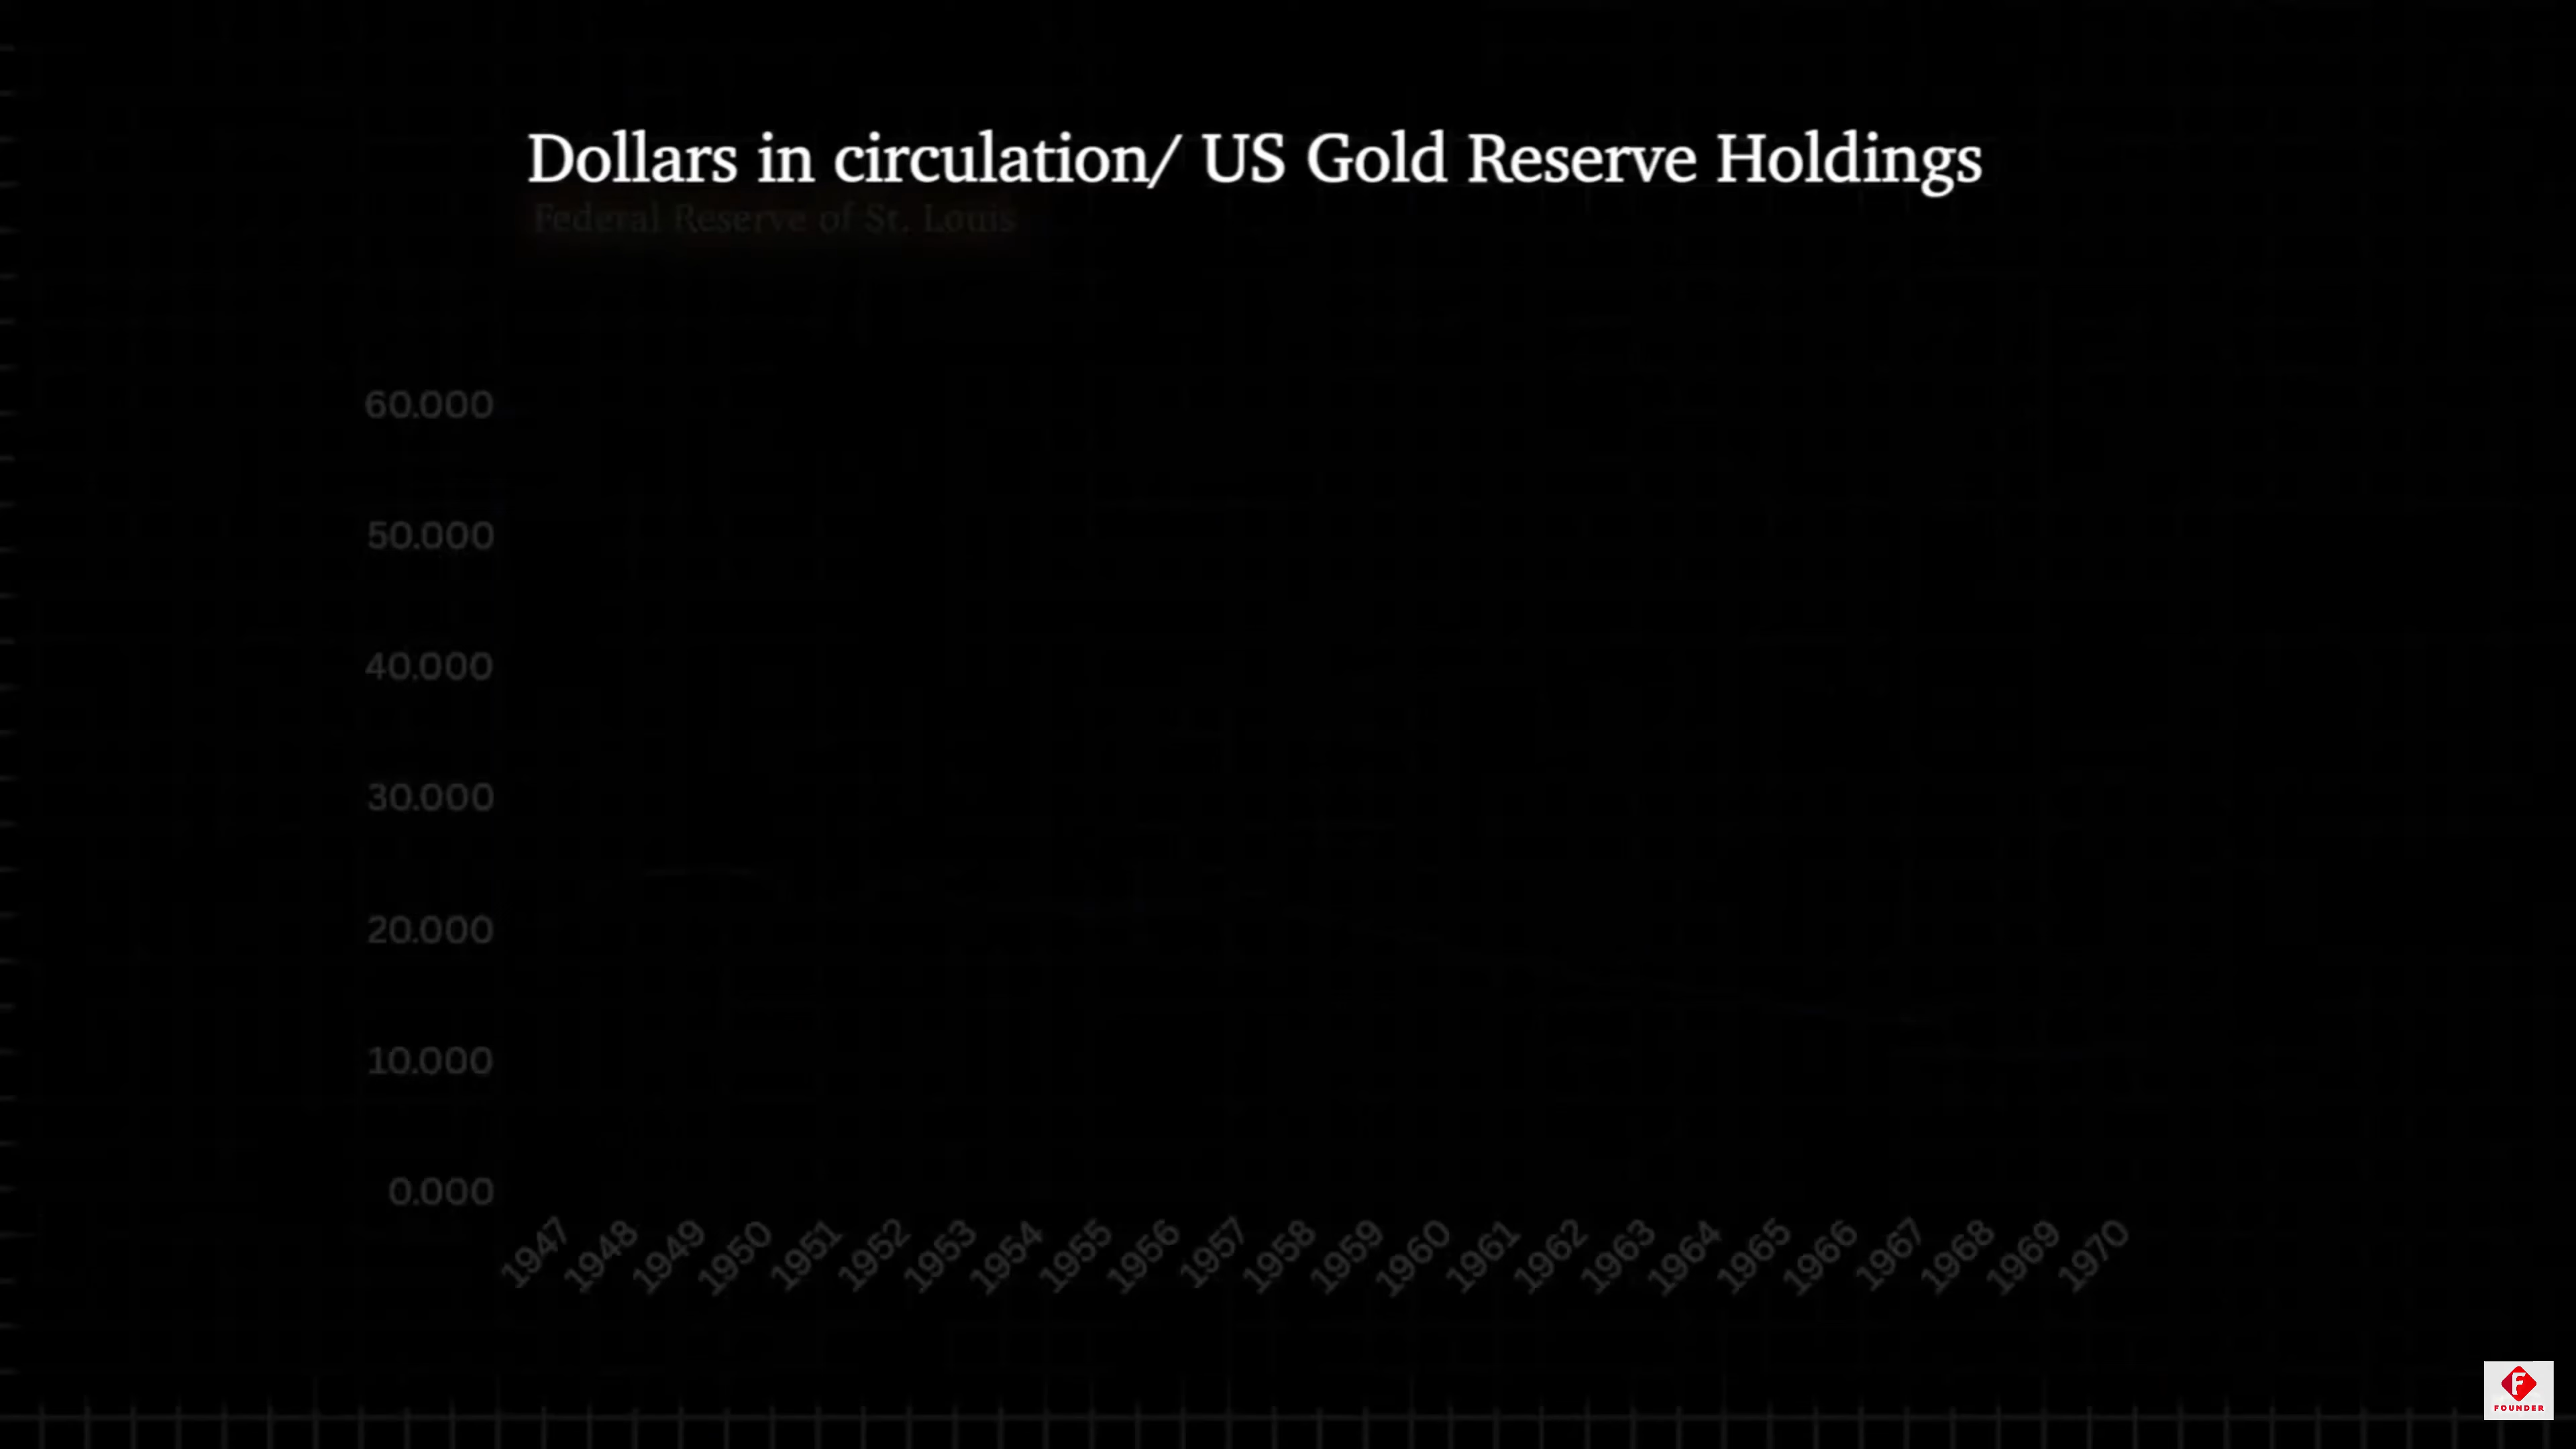 Dollars in circulation/ US Gold Reserve Holdings
Federal Reserve of St. Louis
60.000
50.000
40.000
30.000
20.000
10.000
0.000
1947 1948 1949 1950 1951 1952 1953 1954 1955 1956 1957 1958 1959 1960 1961 1962 1963 1964 1965 1966 1967 1968 1969 1970
F
FOUNDER